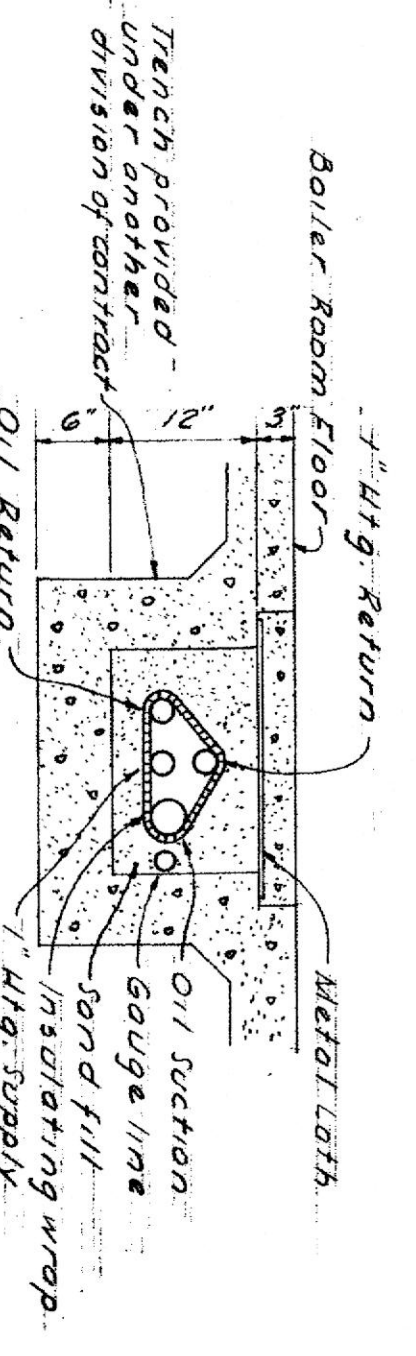 Trench provided
under another
division of contract
Boiler Room Floor
1" Htg. Return
6"
12"
3"
Metal Lath
Oil Return
Oil Suction
Gauge line
Sand fill
Insulating wrap
1" Htg. Supply